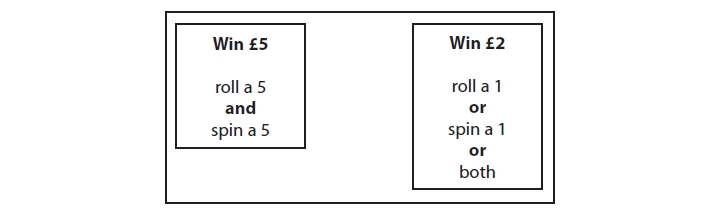 Win £5
roll a 5
and
spin a 5
Win £2
roll a 1
or
spin a 1
or
both